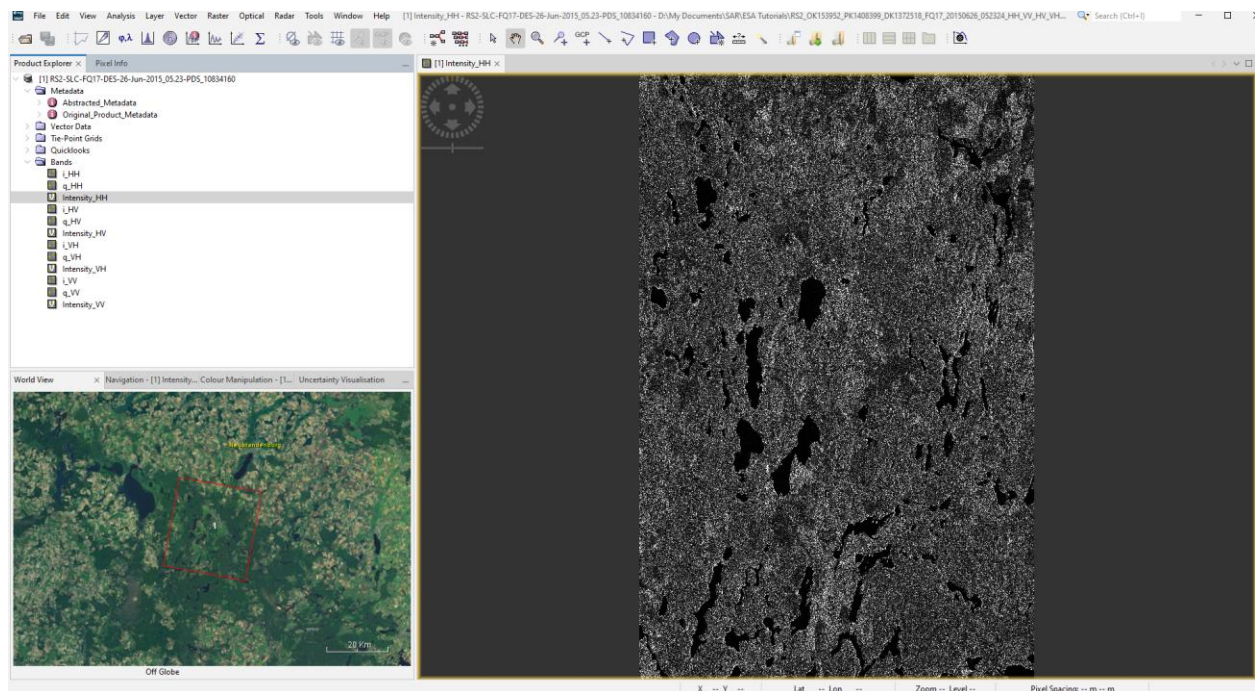 File Edit View Analysis Layer Vector Raster Optical Radar Tools Window Help [1] Intensity_HH - RS2-SLC-FQ17-DES-26-Jun-2015_05.23-PDS_10834160 - D:\My Documents\SAR\ESA Tutorials\RS2_OK153952_PK1408399_DK1372518_FQ17_20150626_052324_HH_VV_HV_VH... Search (Ctrl+I)
φ,λ Σ GCP
Product Explorer × Pixel Info
[1] Intensity_HH ×
[1] RS2-SLC-FQ17-DES-26-Jun-2015_05.23-PDS_10834160
Metadata
Abstracted_Metadata
Original_Product_Metadata
Vector Data
Tie-Point Grids
Quicklooks
Bands
i_HH
q_HH
V Intensity_HH
i_HV
q_HV
V Intensity_HV
i_VH
q_VH
V Intensity_VH
i_VV
q_VV
V Intensity_VV
World View × Navigation - [1] Intensity... Colour Manipulation - [1... Uncertainty Visualisation
Neubrandenburg
1
20 Km
Off Globe
X -- Y -- Lat -- Lon -- Zoom -- Level -- Pixel Spacing: -- m -- m